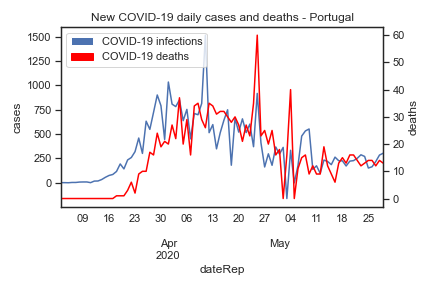 New COVID-19 daily cases and deaths - Portugal
COVID-19 infections
COVID-19 deaths
cases
1500
1250
1000
750
500
250
0
deaths
60
50
40
30
20
10
0
09 16 23 30 06 13 20 27 04 11 18 25
Apr May
2020
dateRep